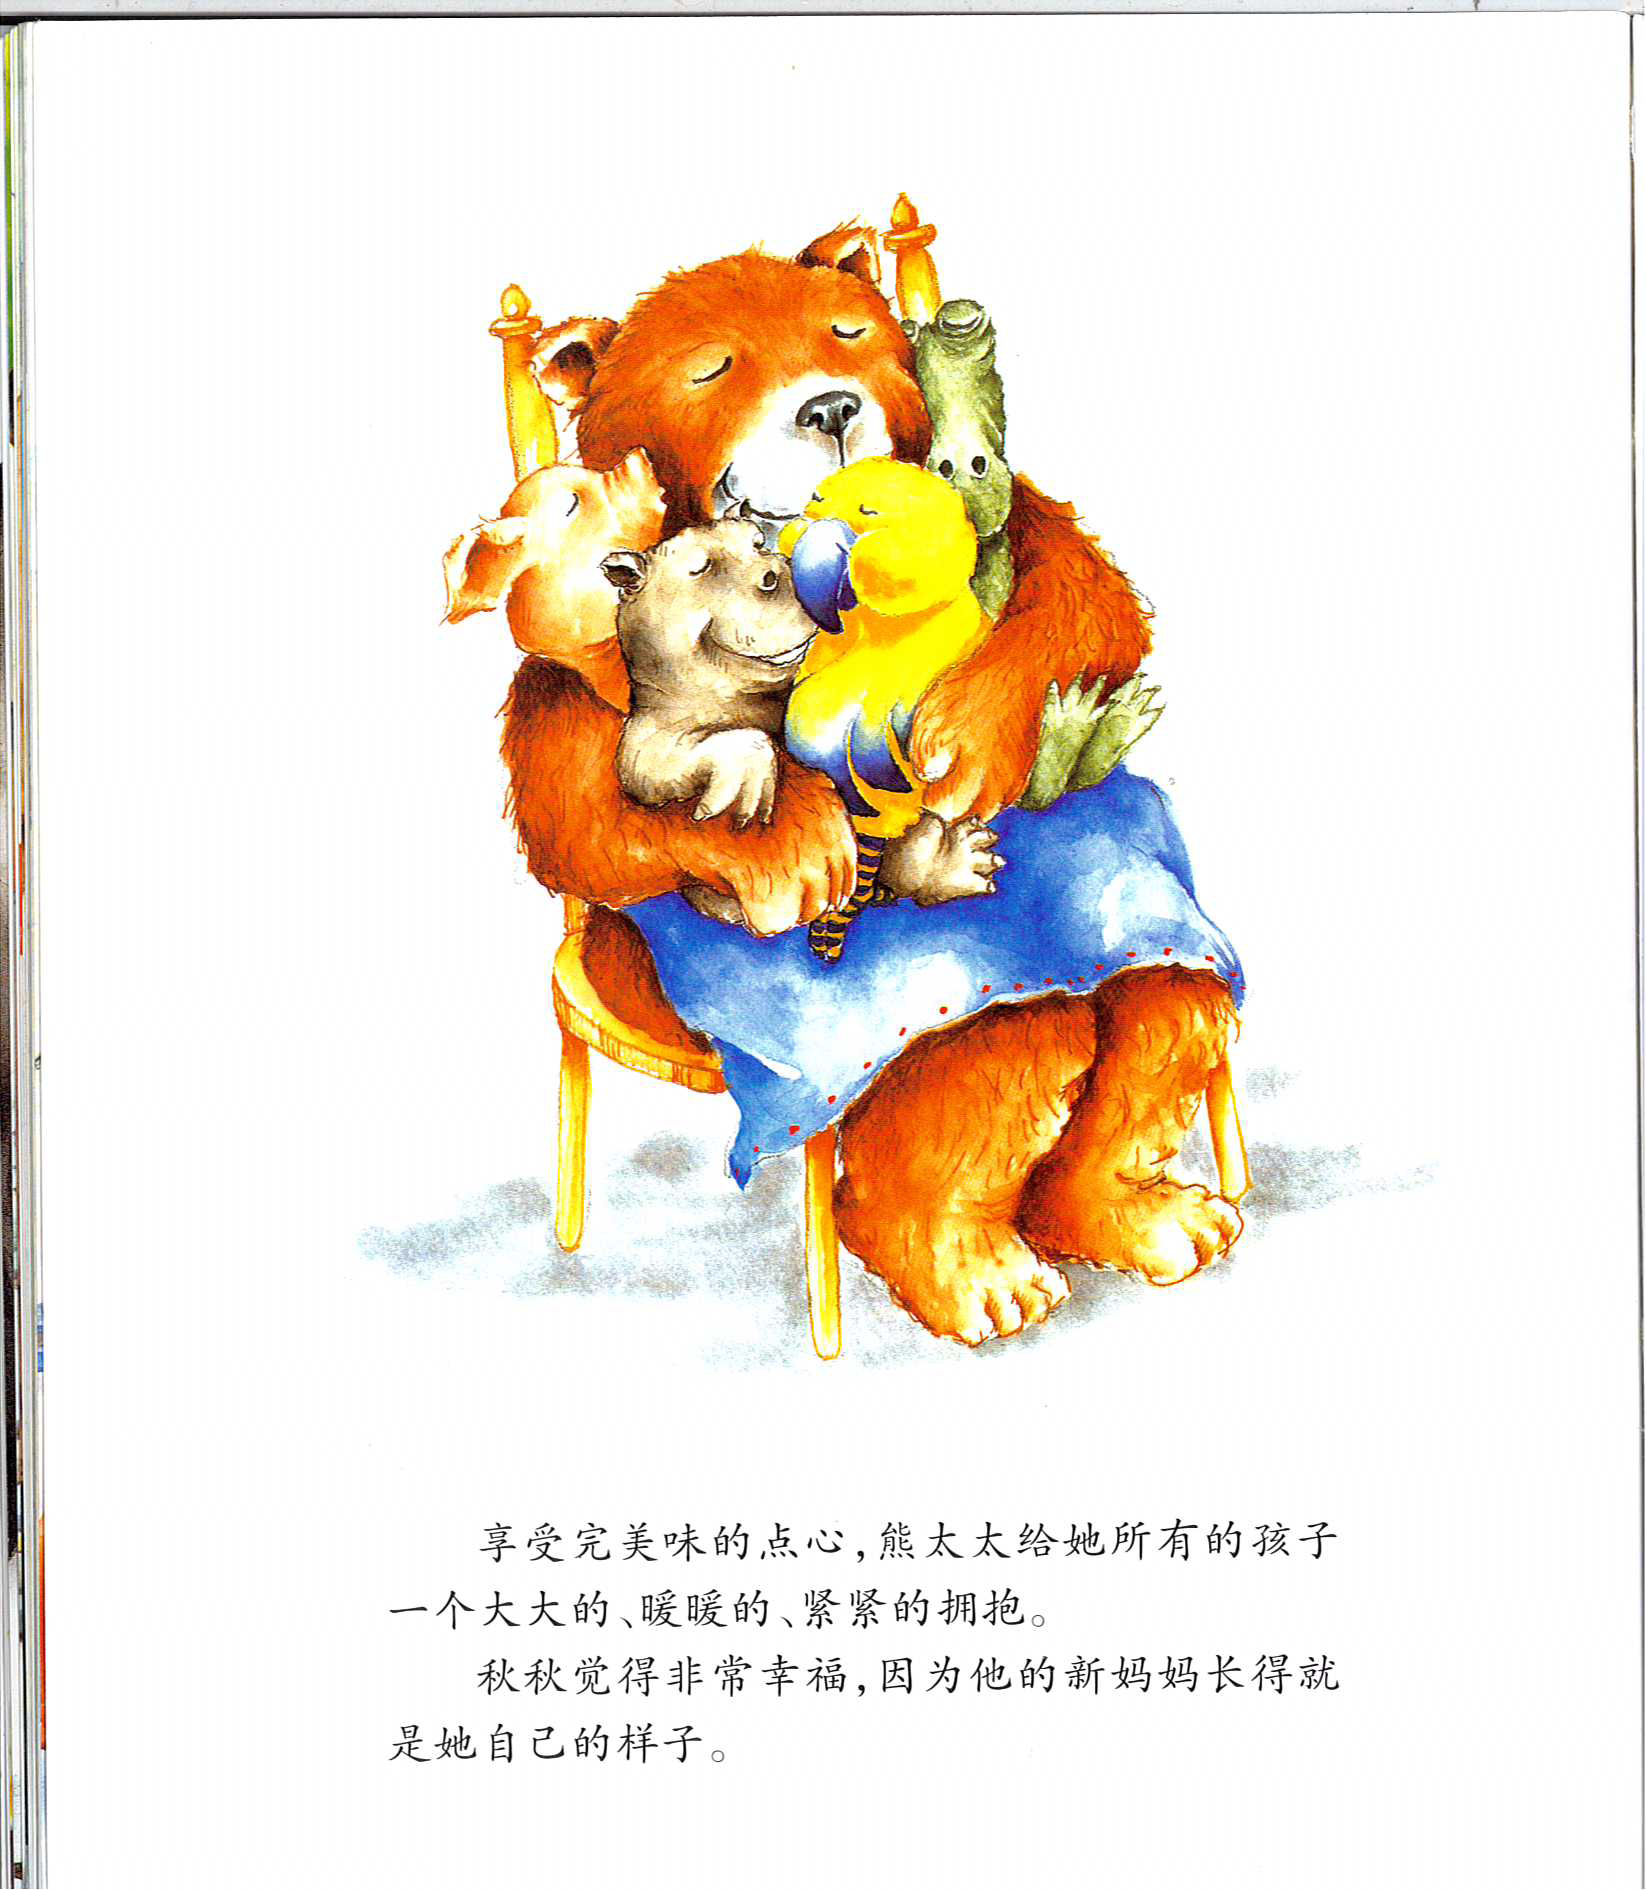 享受完美味的点心，熊太太给她所有的孩子
一个大大的、暖暖的、紧紧的拥抱。
秋秋觉得非常幸福，因为他的新妈妈长得就
是她自己的样子。